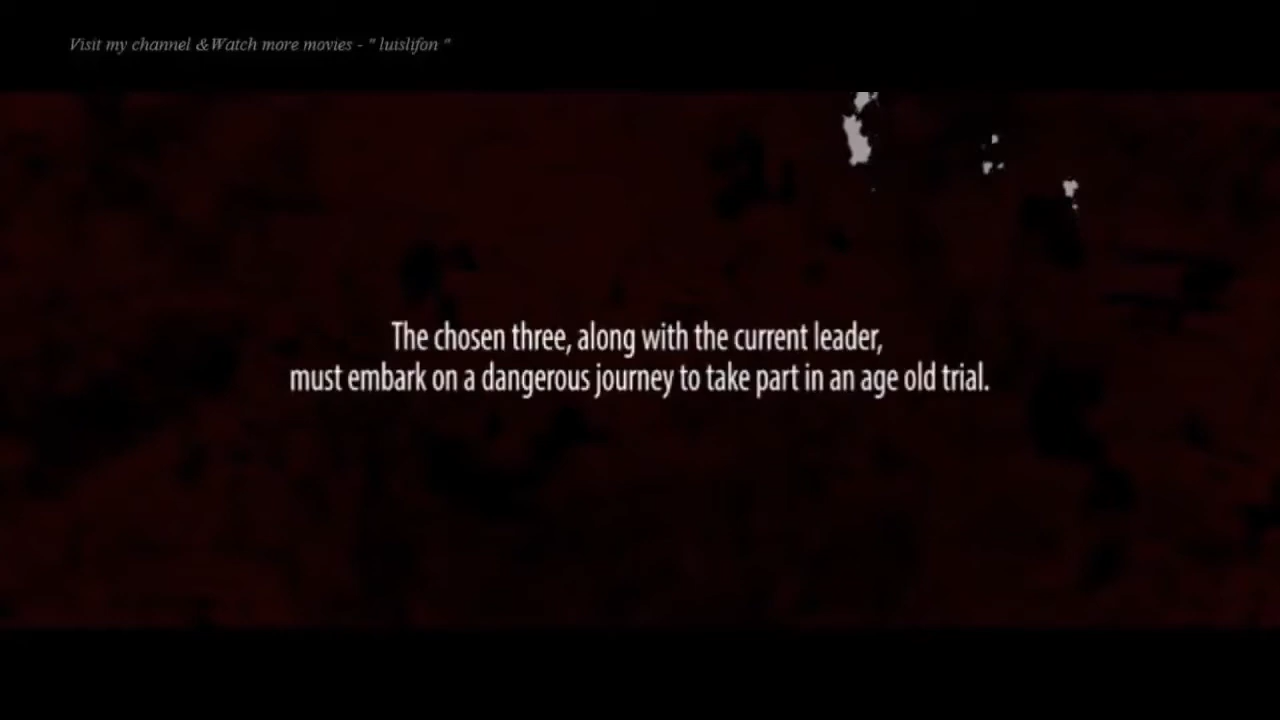 Visit my channel &Watch more movies - " luislifon "
The chosen three, along with the current leader,
must embark on a dangerous journey to take part in an age old trial.